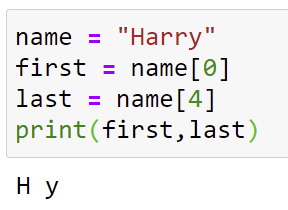 name = "Harry"
first = name[0]
last = name[4]
print(first,last)
H y